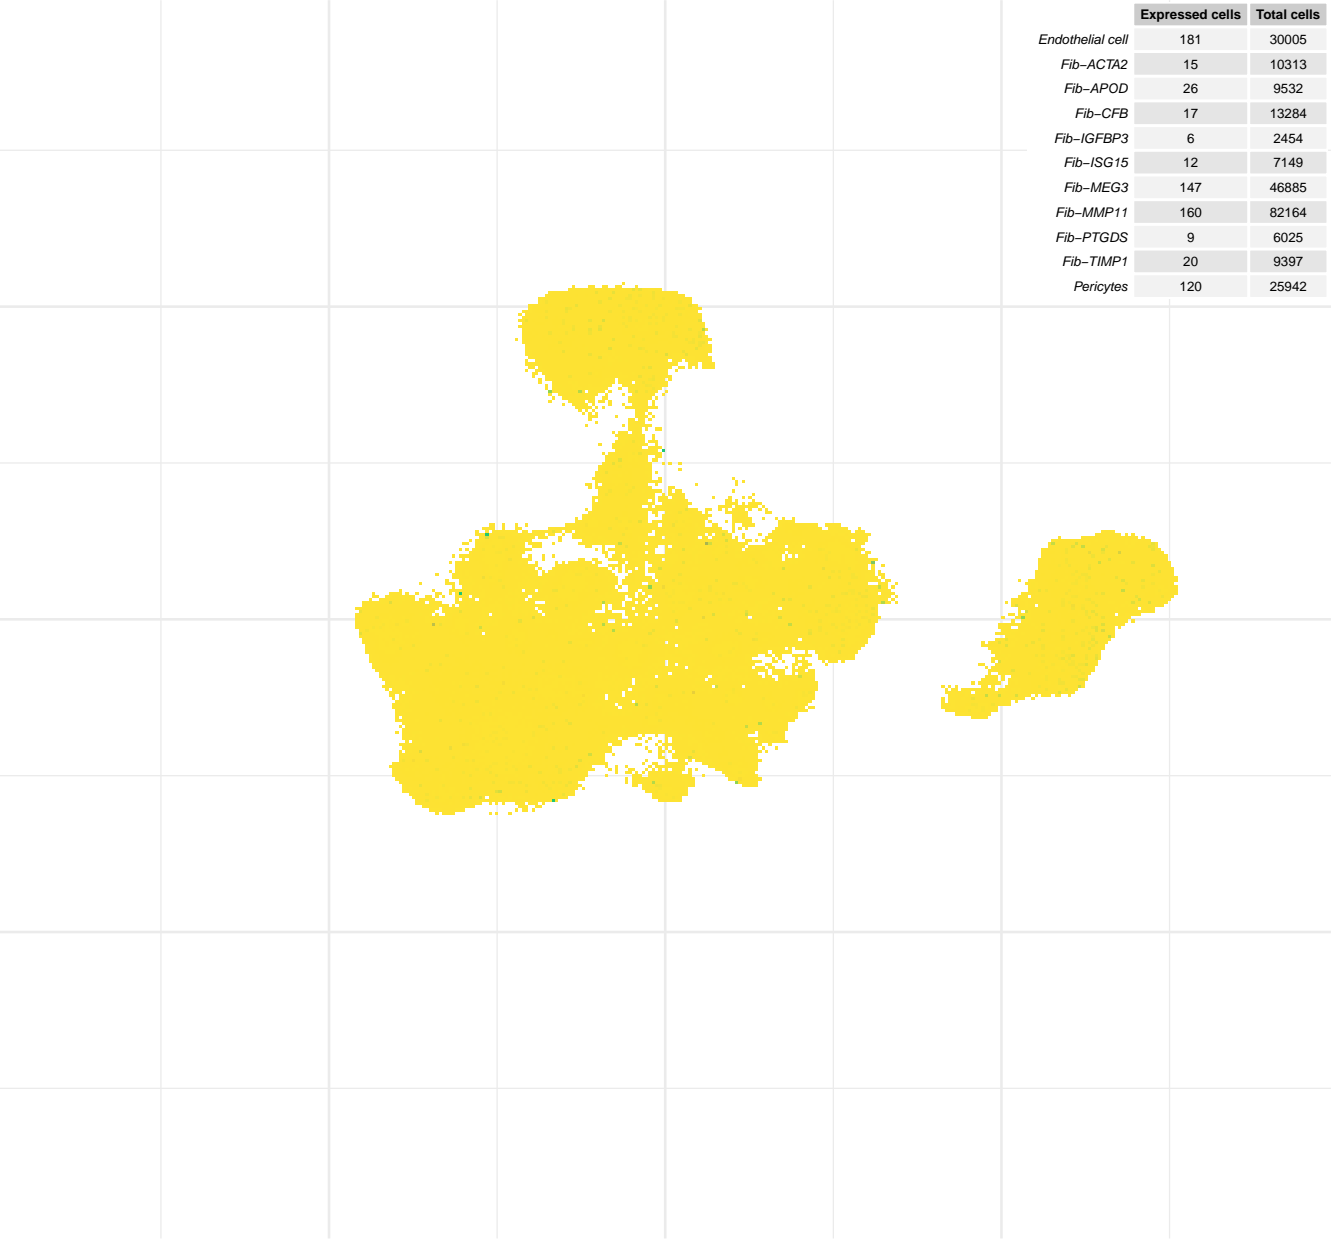 Expressed cells Total cells
Endothelial cell 181 30005
Fib−ACTA2 15 10313
Fib−APOD 26 9532
Fib−CFB 17 13284
Fib−IGFBP3 6 2454
Fib−ISG15 12 7149
Fib−MEG3 147 46885
Fib−MMP11 160 82164
Fib−PTGDS 9 6025
Fib−TIMP1 20 9397
Pericytes 120 25942